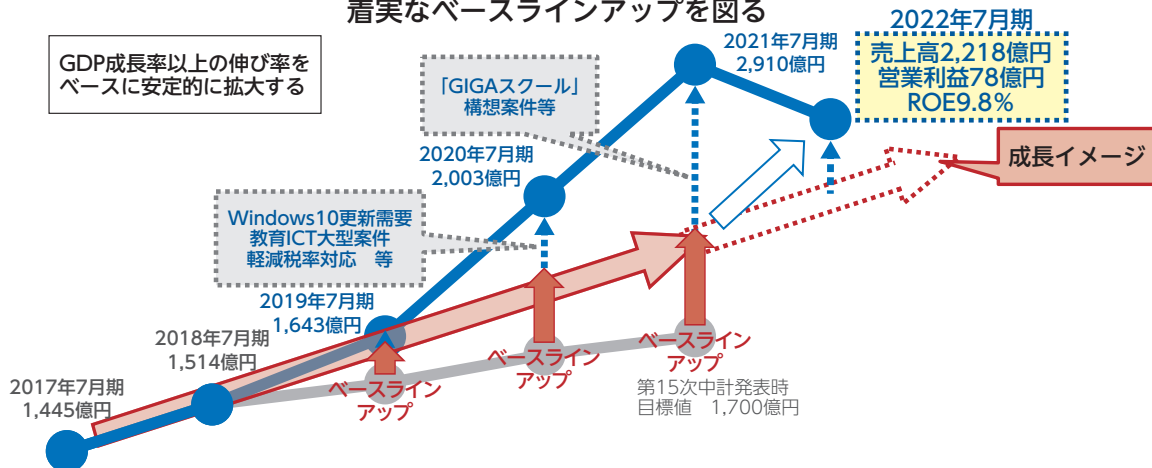 着実なベースラインアップを図る
GDP成長率以上の伸び率を
ベースに安定的に拡大する
2022年7月期
売上高2,218億円
営業利益78億円
ROE9.8%
2021年7月期
2,910億円
「GIGAスクール」
構想案件等
成長イメージ
2020年7月期
2,003億円
Windows10更新需要
教育ICT大型案件
軽減税率対応 等
2019年7月期
1,643億円
2018年7月期
1,514億円
2017年7月期
1,445億円
ベースライン
アップ
ベースライン
アップ
ベースライン
アップ
第15次中計発表時
目標値 1,700億円